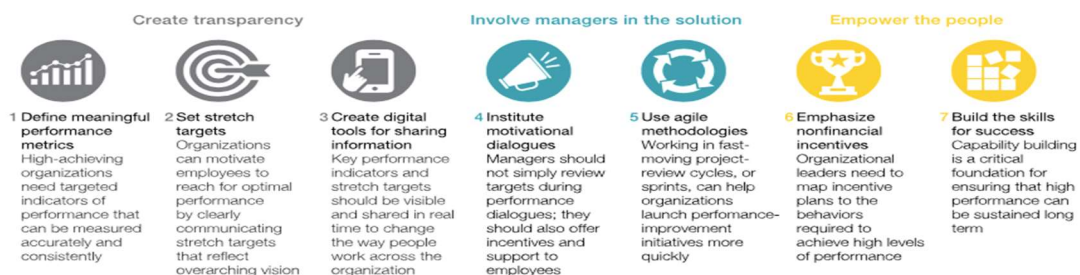 Create transparency
Involve managers in the solution
Empower the people
1 Define meaningful
performance
metrics
High-achieving
organizations
need targeted
indicators of
performance that
can be measured
accurately and
consistently
2 Set stretch
targets
Organizations
can motivate
employees to
reach for optimal
performance
by clearly
communicating
stretch targets
that reflect
overarching vision
3 Create digital
tools for sharing
information
Key performance
indicators and
stretch targets
should be visible
and shared in real
time to change
the way people
work across the
organization
4 Institute
motivational
dialogues
Managers should
not simply review
targets during
performance
dialogues; they
should also offer
incentives and
support to
employees
5 Use agile
methodologies
Working in fast-
moving project-
review cycles, or
sprints, can help
organizations
launch perfomance-
improvement
initiatives more
quickly
6 Emphasize
nonfinancial
incentives
Organizational
leaders need to
map incentive
plans to the
behaviors
required to
achieve high levels
of performance
7 Build the skills
for success
Capability building
is a critical
foundation for
ensuring that high
performance can
be sustained long
term